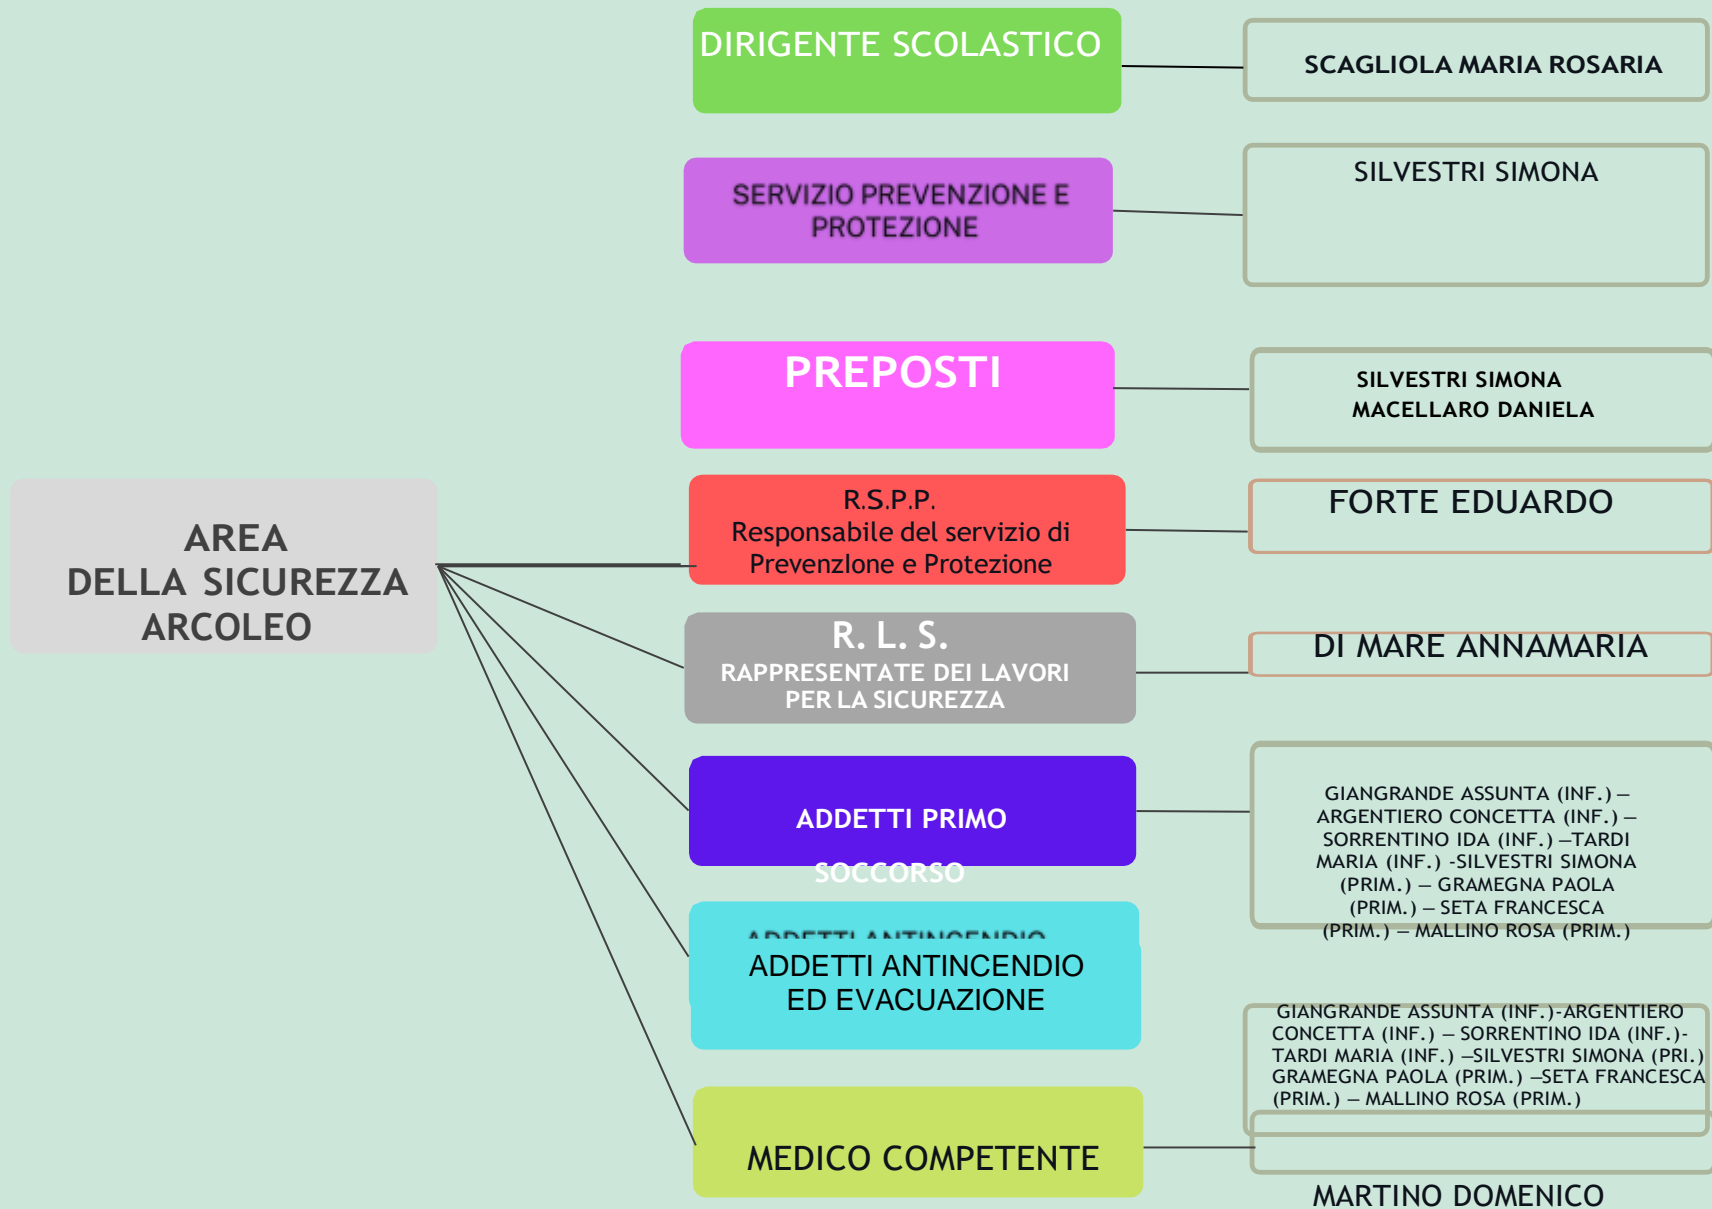 DIRIGENTE SCOLASTICO
SCAGLIOLA MARIA ROSARIA
SERVIZIO PREVENZIONE E
PROTEZIONE
SILVESTRI SIMONA
PREPOSTI
SILVESTRI SIMONA
MACELLARO DANIELA
AREA
DELLA SICUREZZA
ARCOLEO
R.S.P.P.
Responsabile del servizio di
PrevenzIone e Protezione
FORTE EDUARDO
R. L. S.
RAPPRESENTATE DEI LAVORI
PER LA SICUREZZA
DI MARE ANNAMARIA
ADDETTI PRIMO
SOCCORSO
GIANGRANDE ASSUNTA (INF.) –
ARGENTIERO CONCETTA (INF.) –
SORRENTINO IDA (INF.) –TARDI
MARIA (INF.) -SILVESTRI SIMONA
(PRIM.) – GRAMEGNA PAOLA
(PRIM.) – SETA FRANCESCA
(PRIM.) – MALLINO ROSA (PRIM.)
ADDETTI ANTINCENDIO
ADDETTI ANTINCENDIO
ED EVACUAZIONE
GIANGRANDE ASSUNTA (INF.)-ARGENTIERO
CONCETTA (INF.) – SORRENTINO IDA (INF.)-
TARDI MARIA (INF.) –SILVESTRI SIMONA (PRI.)
GRAMEGNA PAOLA (PRIM.) –SETA FRANCESCA
(PRIM.) – MALLINO ROSA (PRIM.)
MEDICO COMPETENTE
MARTINO DOMENICO